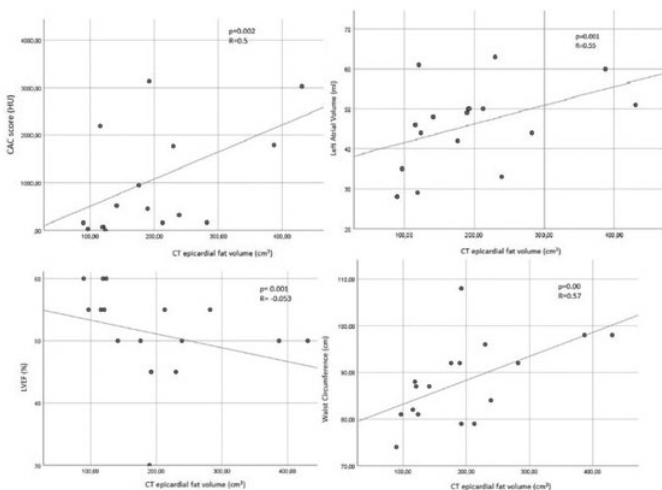 p=0.002
R=0.5
CAC score (HU)
4000,00
3000,00
2000,00
1000,00
,00
100,00 200,00 300,00 400,00
CT epicardial fat volume (cm³)
p=0.001
R=0.55
Left Atrial Volume (ml)
60
50
40
30
100,00 200,00 300,00 400,00
CT epicardial fat volume (cm³)
p= 0.001
R= -0.053
LVEF (%)
100,00 200,00 300,00 400,00
CT epicardial fat volume (cm³)
p=0.00
R=0.57
Waist Circumference (cm)
110,00
100,00
90,00
80,00
70,00
,00 100,00 200,00 300,00 400,00
CT epicardial fat volume (cm³)